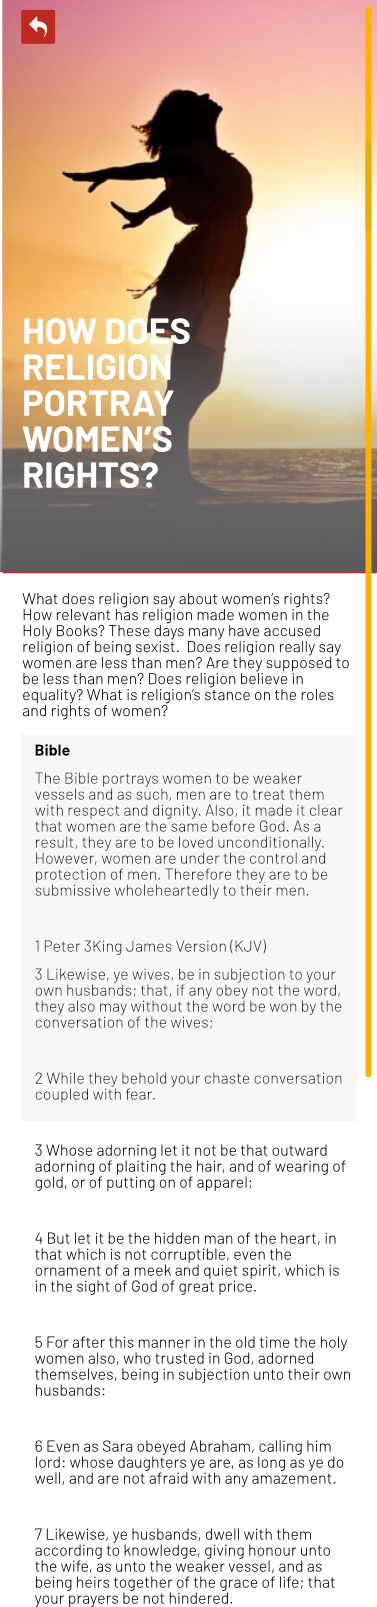 HOW DOES
RELIGION
PORTRAY
WOMEN'S
RIGHTS?
What does religion say about women's rights?
How relevant has religion made women in the
Holy Books? These days many have accused
religion of being sexist.  Does religion really say
women are less than men? Are they supposed to
be less than men? Does religion believe in
equality? What is religion's stance on the roles
and rights of women?
Bible
The Bible portrays women to be weaker
vessels and as such, men are to treat them
with respect and dignity. Also, it made it clear
that women are the same before God. As a
result, they are to be loved unconditionally.
However, women are under the control and
protection of men. Therefore they are to be
submissive wholeheartedly to their men.
1 Peter 3King James Version (KJV)
3 Likewise, ye wives, be in subjection to your
own husbands; that, if any obey not the word,
they also may without the word be won by the
conversation of the wives;
2 While they behold your chaste conversation
coupled with fear.
3 Whose adorning let it not be that outward
adorning of plaiting the hair, and of wearing of
gold, or of putting on of apparel;
4 But let it be the hidden man of the heart, in
that which is not corruptible, even the
ornament of a meek and quiet spirit, which is
in the sight of God of great price.
5 For after this manner in the old time the holy
women also, who trusted in God, adorned
themselves, being in subjection unto their own
husbands:
6 Even as Sara obeyed Abraham, calling him
lord: whose daughters ye are, as long as ye do
well, and are not afraid with any amazement.
7 Likewise, ye husbands, dwell with them
according to knowledge, giving honour unto
the wife, as unto the weaker vessel, and as
being heirs together of the grace of life; that
your prayers be not hindered.